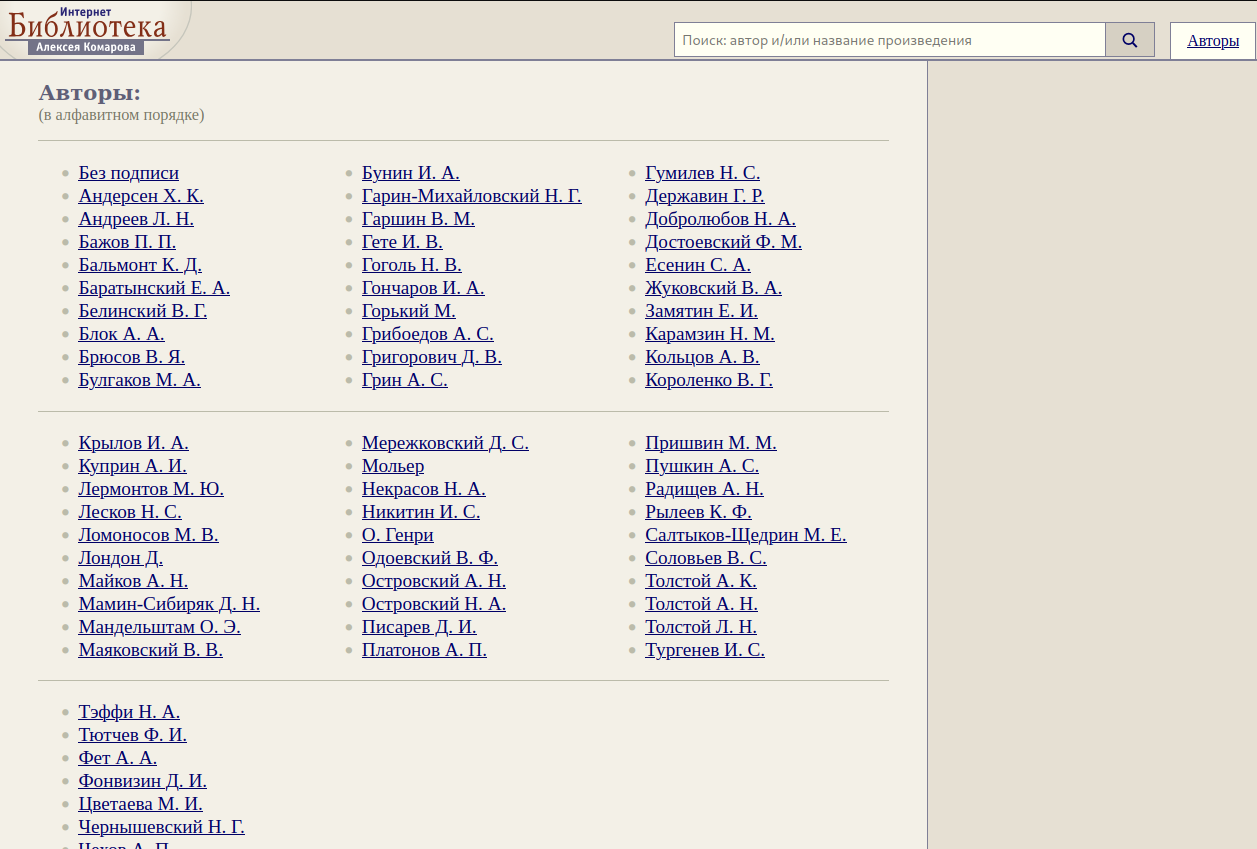 Интернет
Библиотека
Алексея Комарова
Поиск: автор и/или название произведения
Авторы
Авторы:
(в алфавитном порядке)
Без подписи
Андерсен Х. К.
Андреев Л. Н.
Бажов П. П.
Бальмонт К. Д.
Баратынский Е. А.
Белинский В. Г.
Блок А. А.
Брюсов В. Я.
Булгаков М. А.
Бунин И. А.
Гарин-Михайловский Н. Г.
Гаршин В. М.
Гете И. В.
Гоголь Н. В.
Гончаров И. А.
Горький М.
Грибоедов А. С.
Григорович Д. В.
Грин А. С.
Гумилев Н. С.
Державин Г. Р.
Добролюбов Н. А.
Достоевский Ф. М.
Есенин С. А.
Жуковский В. А.
Замятин Е. И.
Карамзин Н. М.
Кольцов А. В.
Короленко В. Г.
Крылов И. А.
Куприн А. И.
Лермонтов М. Ю.
Лесков Н. С.
Ломоносов М. В.
Лондон Д.
Майков А. Н.
Мамин-Сибиряк Д. Н.
Мандельштам О. Э.
Маяковский В. В.
Мережковский Д. С.
Мольер
Некрасов Н. А.
Никитин И. С.
О. Генри
Одоевский В. Ф.
Островский А. Н.
Островский Н. А.
Писарев Д. И.
Платонов А. П.
Пришвин М. М.
Пушкин А. С.
Радищев А. Н.
Рылеев К. Ф.
Салтыков-Щедрин М. Е.
Соловьев В. С.
Толстой А. К.
Толстой А. Н.
Толстой Л. Н.
Тургенев И. С.
Тэффи Н. А.
Тютчев Ф. И.
Фет А. А.
Фонвизин Д. И.
Цветаева М. И.
Чернышевский Н. Г.
Чехов А. П.